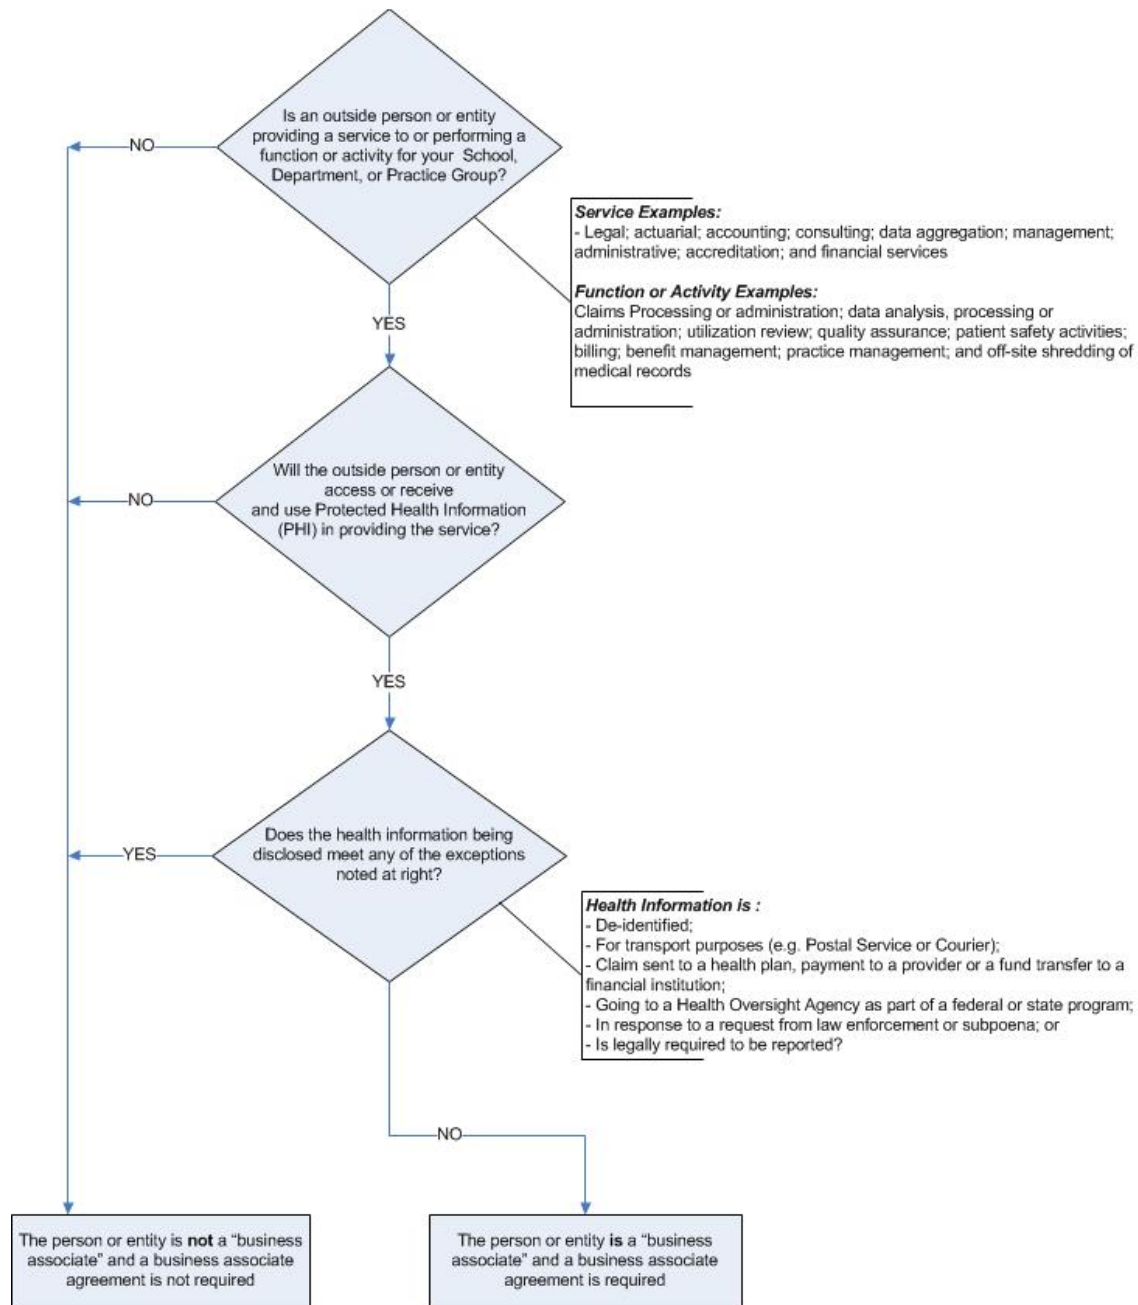 Is an outside person or entity
providing a service to or performing a
function or activity for your School,
Department, or Practice Group?
NO
Service Examples:
- Legal; actuarial; accounting; consulting; data aggregation; management;
administrative; accreditation; and financial services
Function or Activity Examples:
Claims Processing or administration; data analysis, processing or
administration; utilization review; quality assurance; patient safety activities;
billing; benefit management; practice management; and off-site shredding of
medical records
YES
Will the outside person or entity
access or receive
and use Protected Health Information
(PHI) in providing the service?
NO
YES
Does the health information being
disclosed meet any of the exceptions
noted at right?
YES
Health Information is :
- De-identified;
- For transport purposes (e.g. Postal Service or Courier);
- Claim sent to a health plan, payment to a provider or a fund transfer to a
financial institution;
- Going to a Health Oversight Agency as part of a federal or state program;
- In response to a request from law enforcement or subpoena; or
- Is legally required to be reported?
NO
The person or entity is not a “business
associate” and a business associate
agreement is not required
The person or entity is a “business
associate” and a business associate
agreement is required